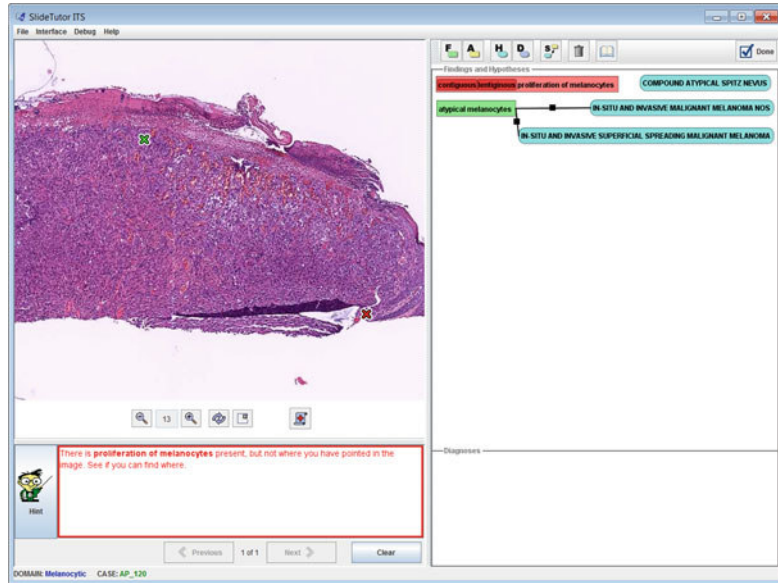 SlideTutor ITS
File Interface Debug Help
F A H D S Done
Findings and Hypotheses
contiguous lentiginous proliferation of melanocytes
COMPOUND ATYPICAL SPITZ NEVUS
atypical melanocytes
IN-SITU AND INVASIVE MALIGNANT MELANOMA NOS
IN-SITU AND INVASIVE SUPERFICIAL SPREADING MALIGNANT MELANOMA
13
There is proliferation of melanocytes present, but not where you have pointed in the
image. See if you can find where.
Hint
Previous 1 of 1 Next Clear
Diagnoses
DOMAIN: Melanocytic CASE: AP_120